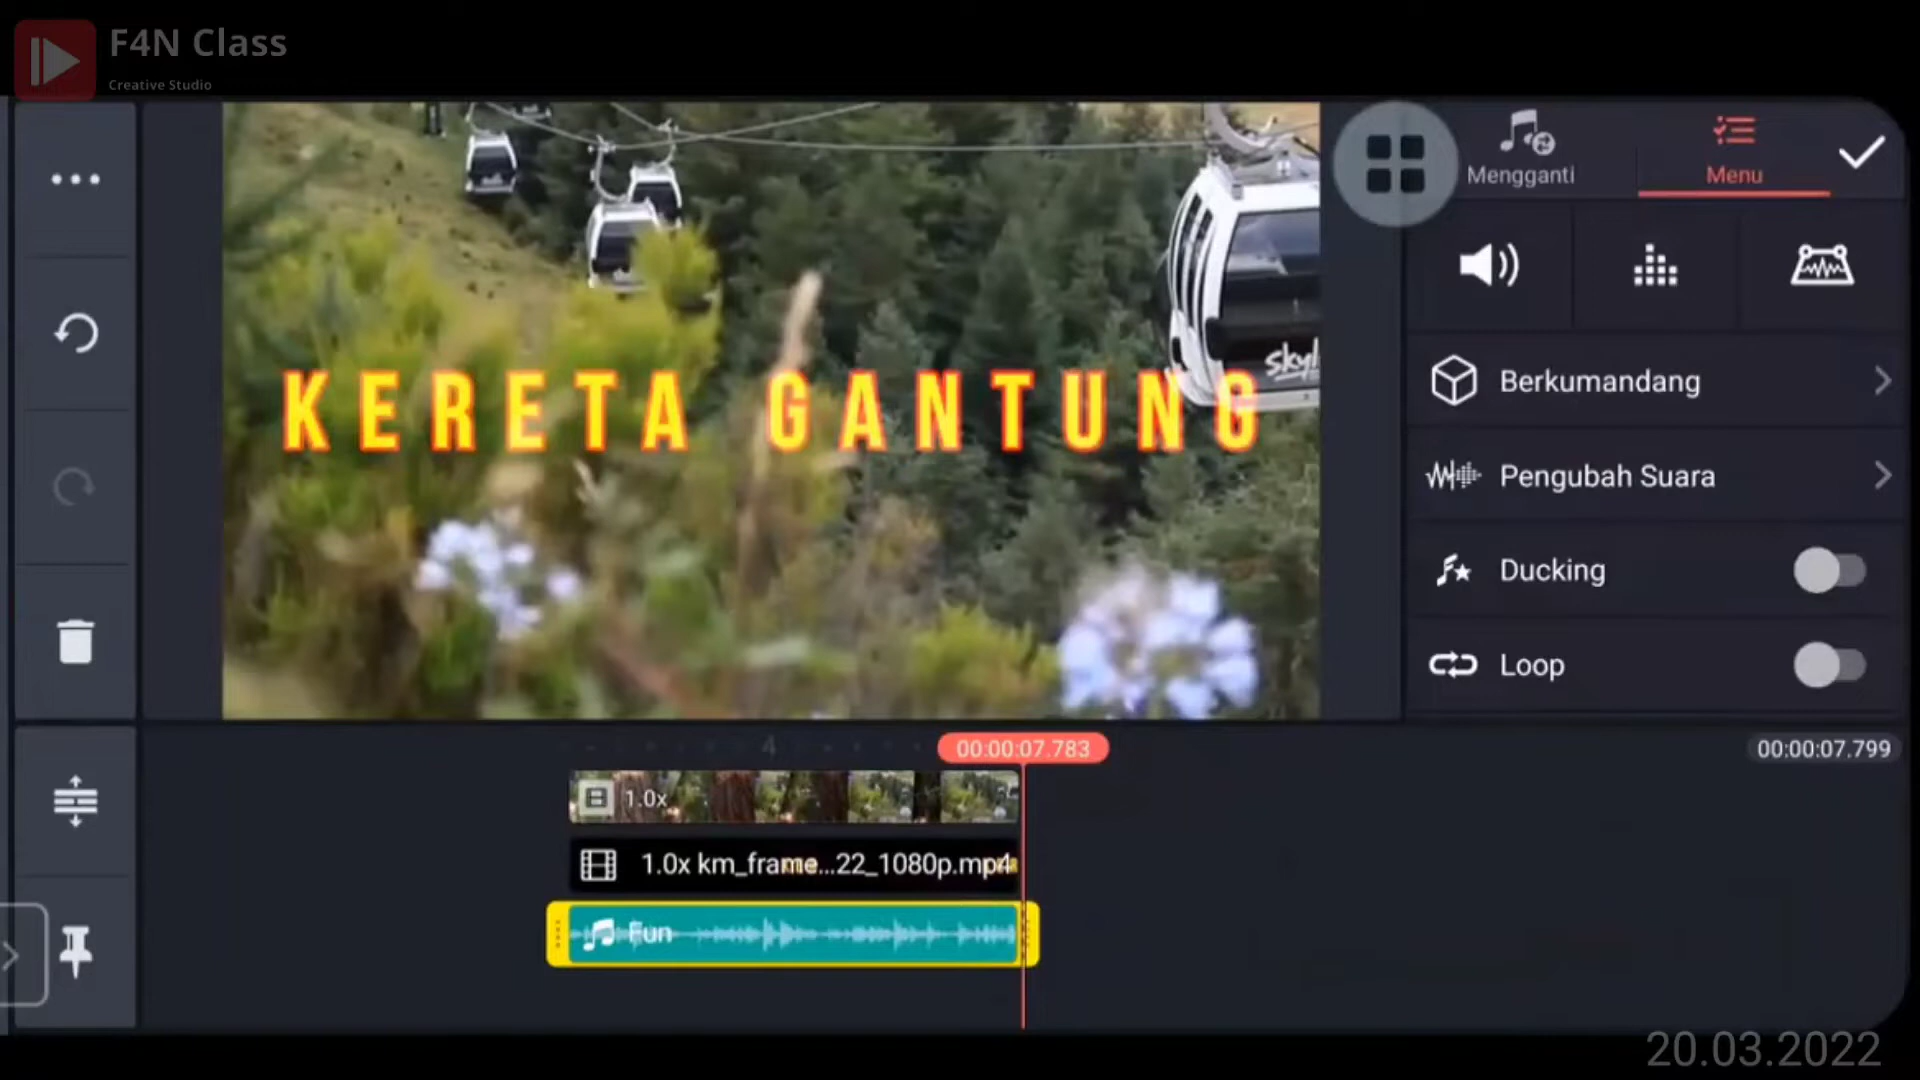 F4N Class
Creative Studio
Mengganti
Menu
KERETA GANTUNG
Berkumandang
Pengubah Suara
Ducking
Loop
4
00:00:07.783
00:00:07.799
1.0x
1.0x km_frame...22_1080p.mp4
Fun
20.03.2022